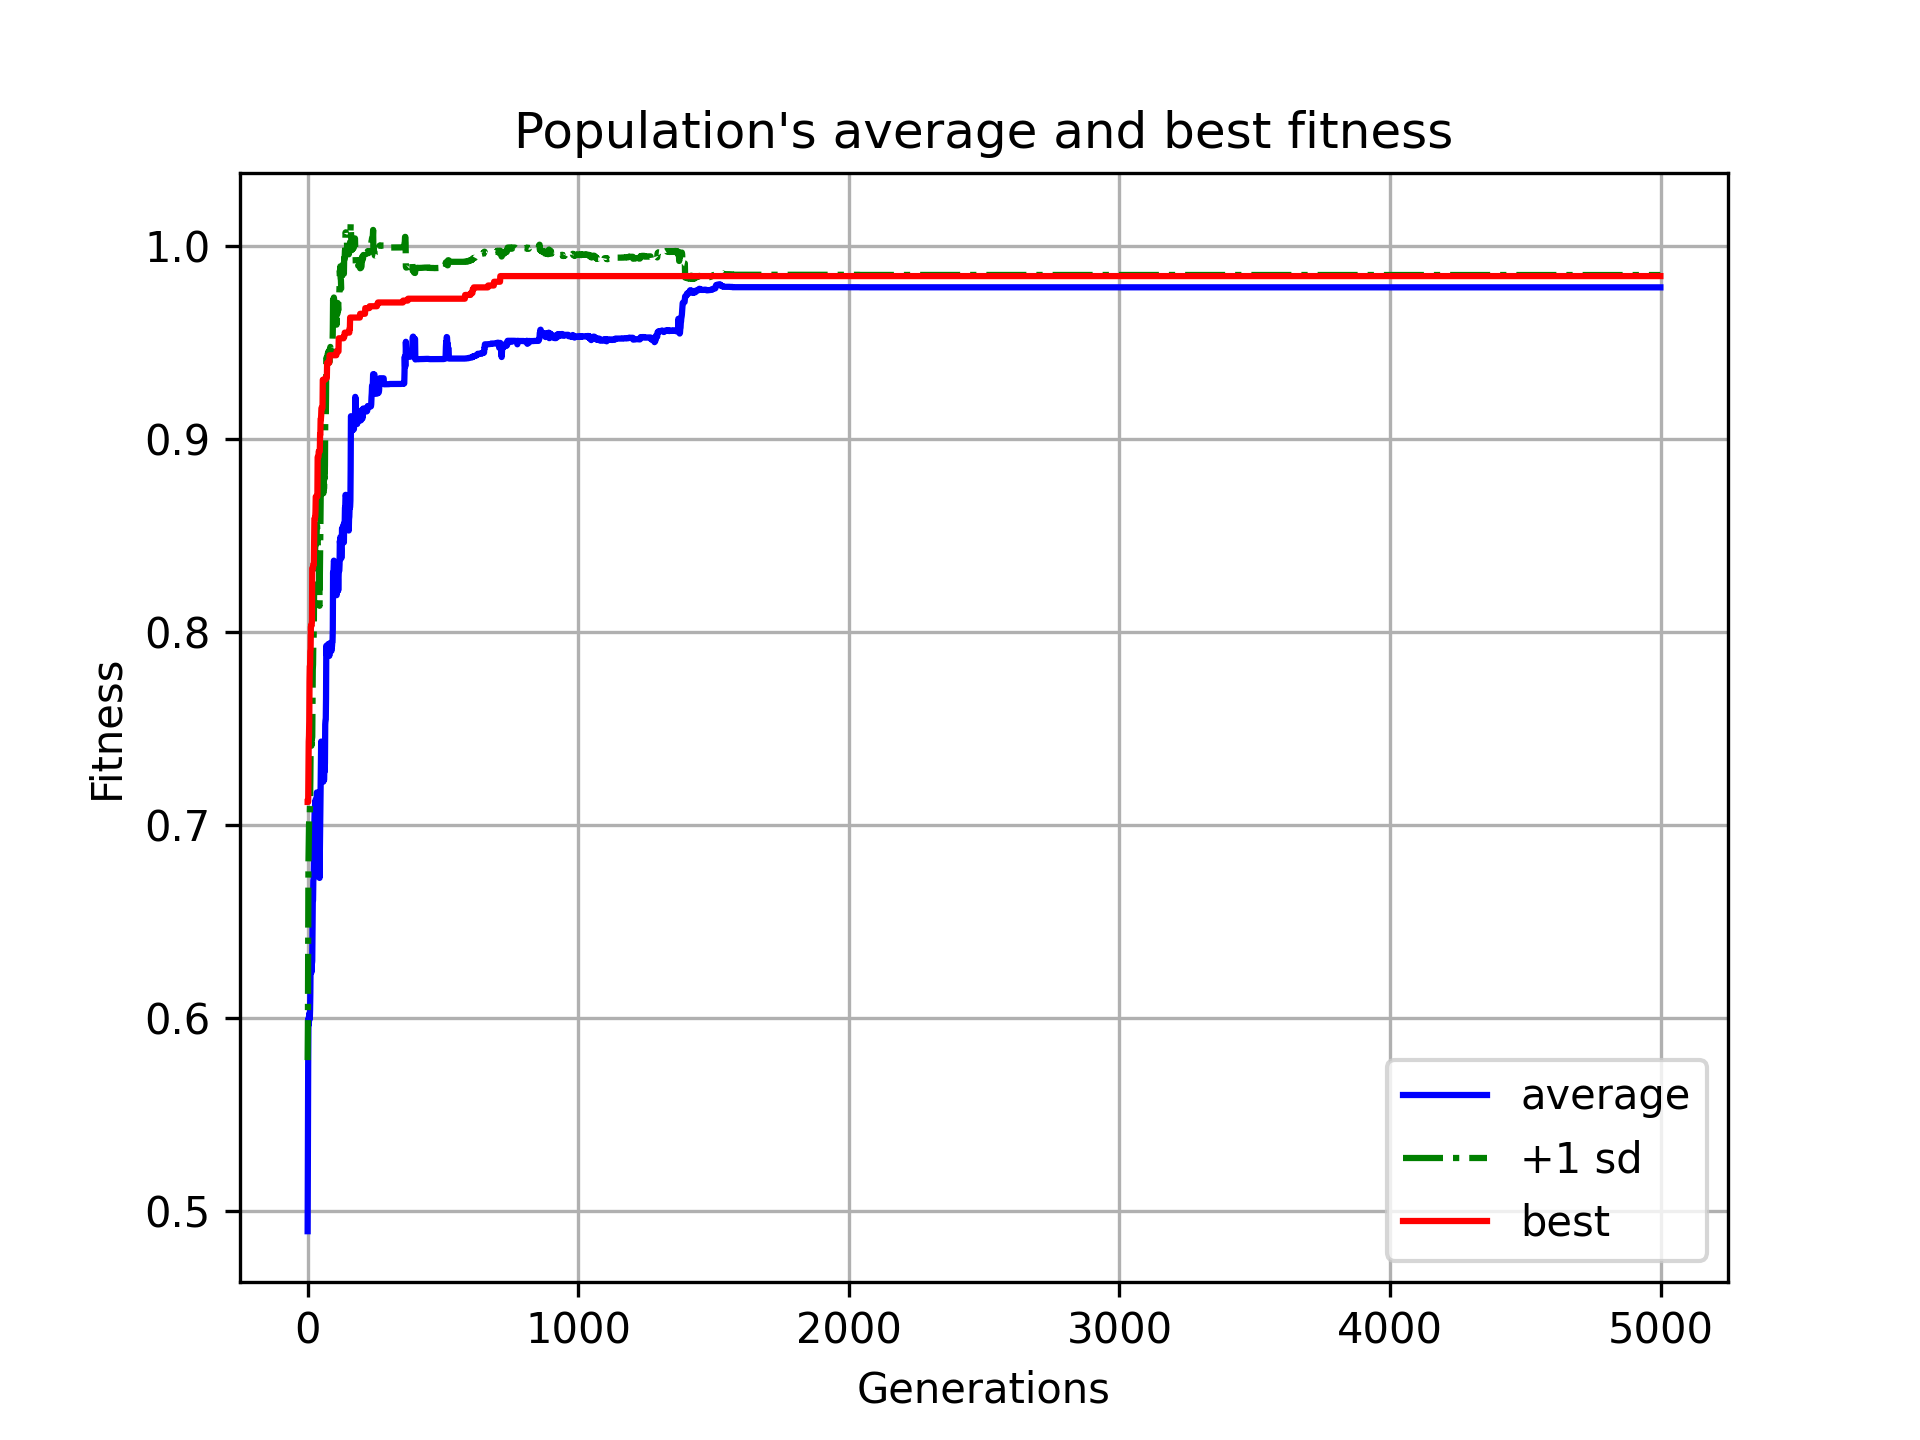 Population's average and best fitness
1.0
0.9
0.8
0.7
0.6
0.5
Fitness
0 1000 2000 3000 4000 5000
Generations
average
+1 sd
best